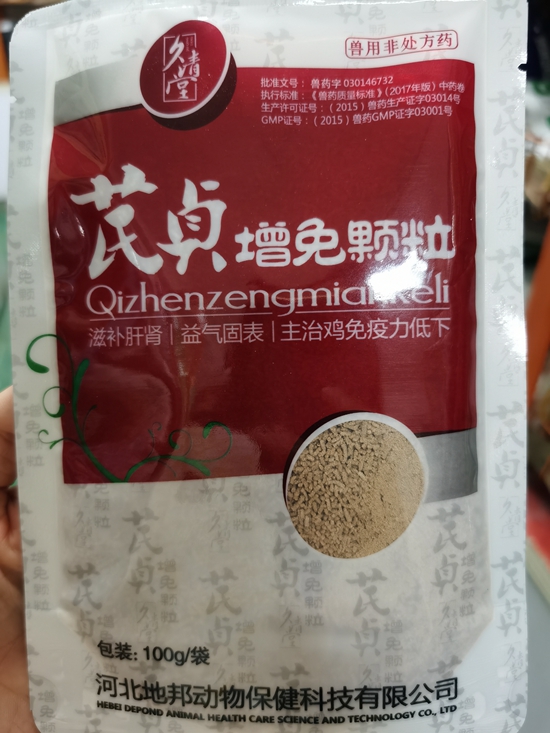 久清堂
兽用非处方药
批准文号：兽药字 030146732
执行标准：《兽药质量标准》（2017年版）中药卷
生产许可证号：（2015）兽药生产证字03014号
GMP证号：（2015）兽药GMP证字03001号
芪贞增免颗粒
Qizhenzengmiankeli
滋补肝肾|益气固表|主治鸡免疫力低下
包装: 100g/袋
河北地邦动物保健科技有限公司
HEBEI DEPOND ANIMAL HEALTH CARE SCIENCE AND TECHNOLOGY CO., LTD